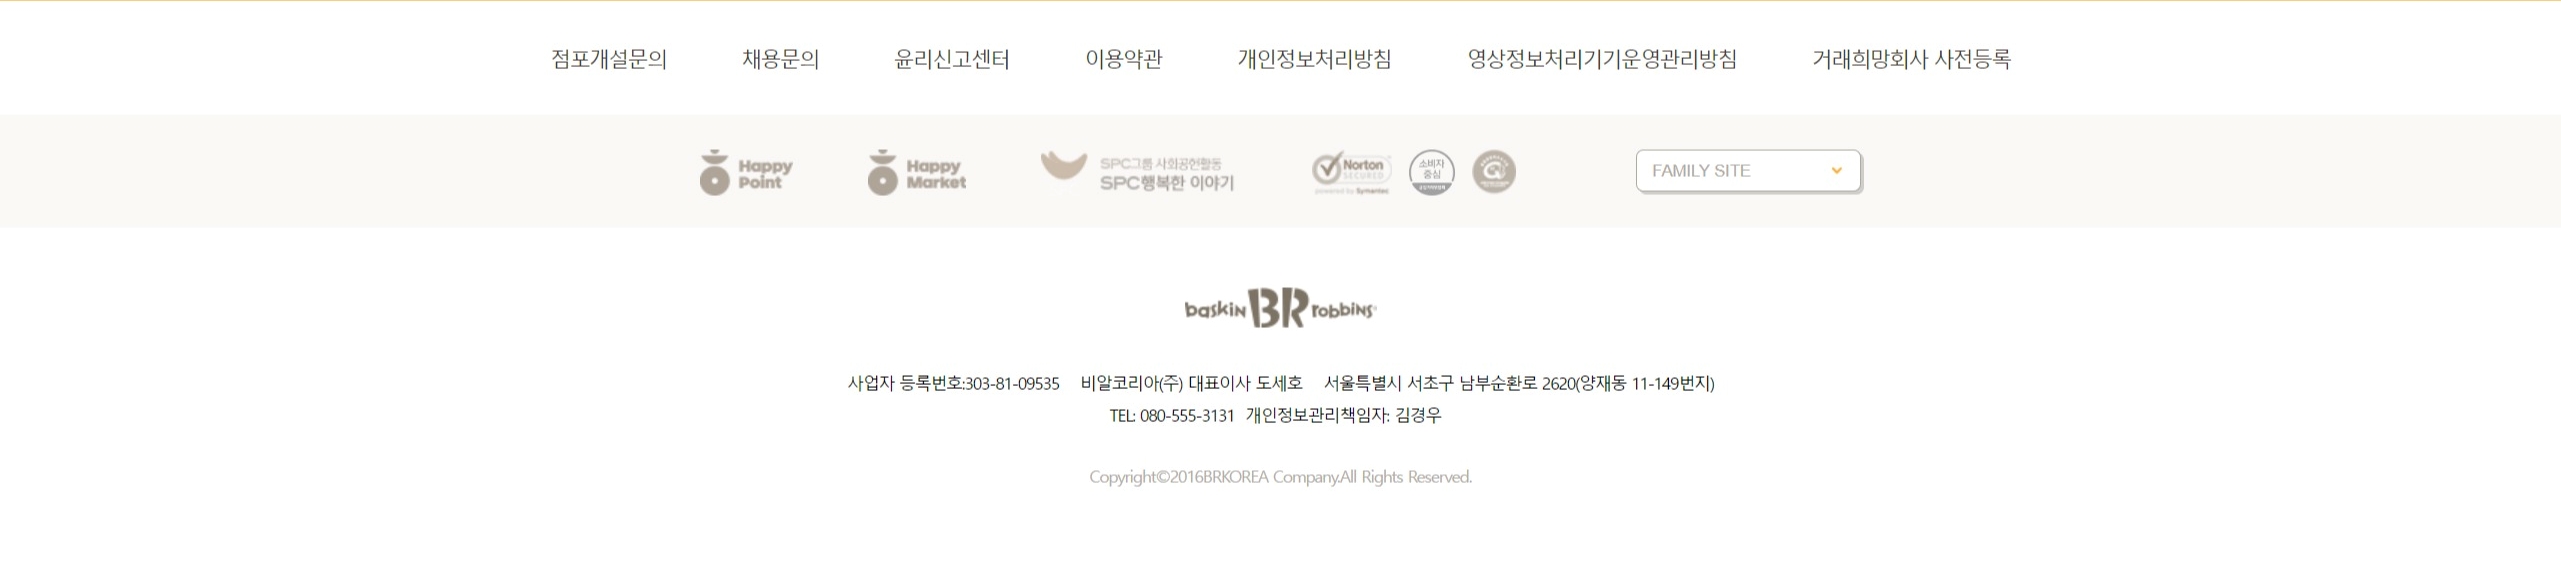 점포개설문의 채용문의 윤리신고센터 이용약관 개인정보처리방침 영상정보처리기기운영관리방침 거래희망회사 사전등록
Happy Point
Happy Market
SPC그룹 사회공헌활동
SPC행복한 이야기
Norton
SECURED
powered by Symantec
소비자
중심
FAMILY SITE
baskin BR robbins
사업자 등록번호:303-81-09535 비알코리아(주) 대표이사 도세호 서울특별시 서초구 남부순환로 2620(양재동 11-149번지)
TEL: 080-555-3131 개인정보관리책임자: 김경우
Copyright©2016BRKOREA Company.All Rights Reserved.